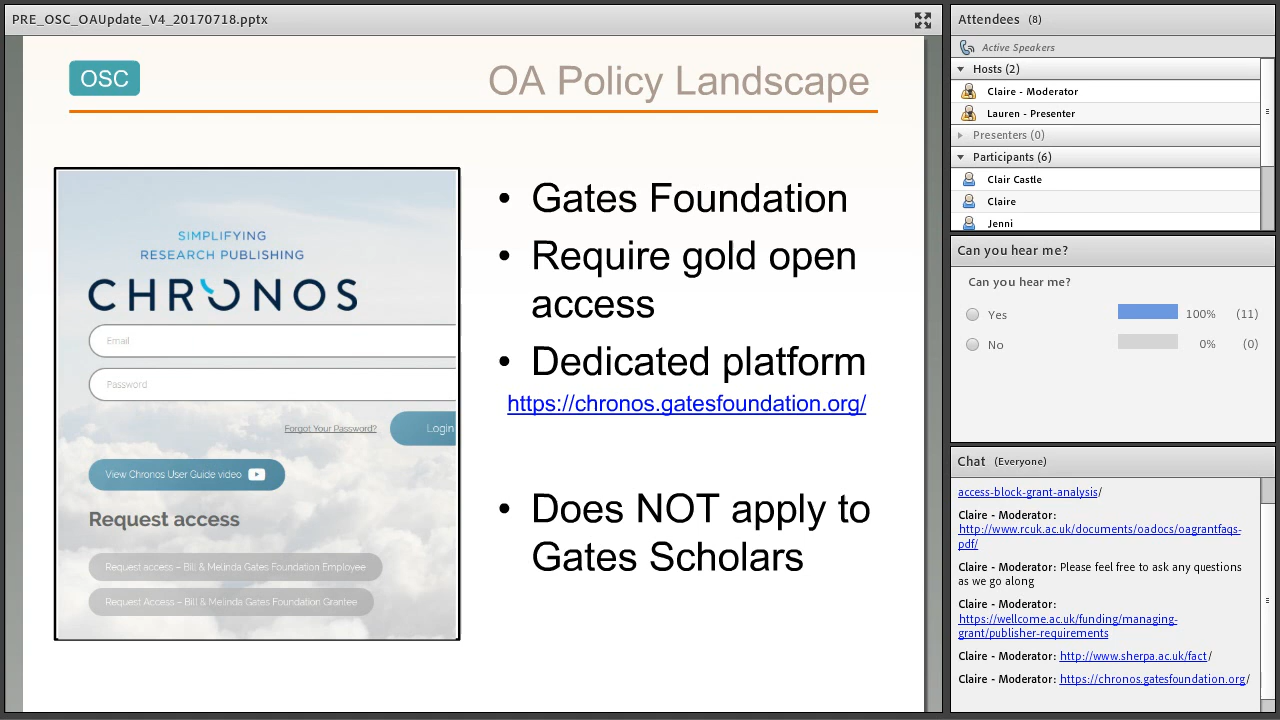 PRE_OSC_OAUpdate_V4_20170718.pptx
OSC
OA Policy Landscape
SIMPLIFYING
RESEARCH PUBLISHING
CHRONOS
Email
Password
Forgot Your Password?
Login
View Chronos User Guide video
Request access
Request access – Bill & Melinda Gates Foundation Employee
Request Access – Bill & Melinda Gates Foundation Grantee
• Gates Foundation
• Require gold open
access
• Dedicated platform
https://chronos.gatesfoundation.org/
• Does NOT apply to
Gates Scholars
Attendees (8)
Active Speakers
Hosts (2)
Claire - Moderator
Lauren - Presenter
Presenters (0)
Participants (6)
Clair Castle
Claire
Jenni
Can you hear me?
Can you hear me?
Yes 100% (11)
No 0% (0)
Chat (Everyone)
access-block-grant-analysis/
Claire - Moderator:
http://www.rcuk.ac.uk/documents/oadocs/oagrantfaqs-
pdf/
Claire - Moderator: Please feel free to ask any questions
as we go along
Claire - Moderator:
https://wellcome.ac.uk/funding/managing-
grant/publisher-requirements
Claire - Moderator: http://www.sherpa.ac.uk/fact/
Claire - Moderator: https://chronos.gatesfoundation.org/